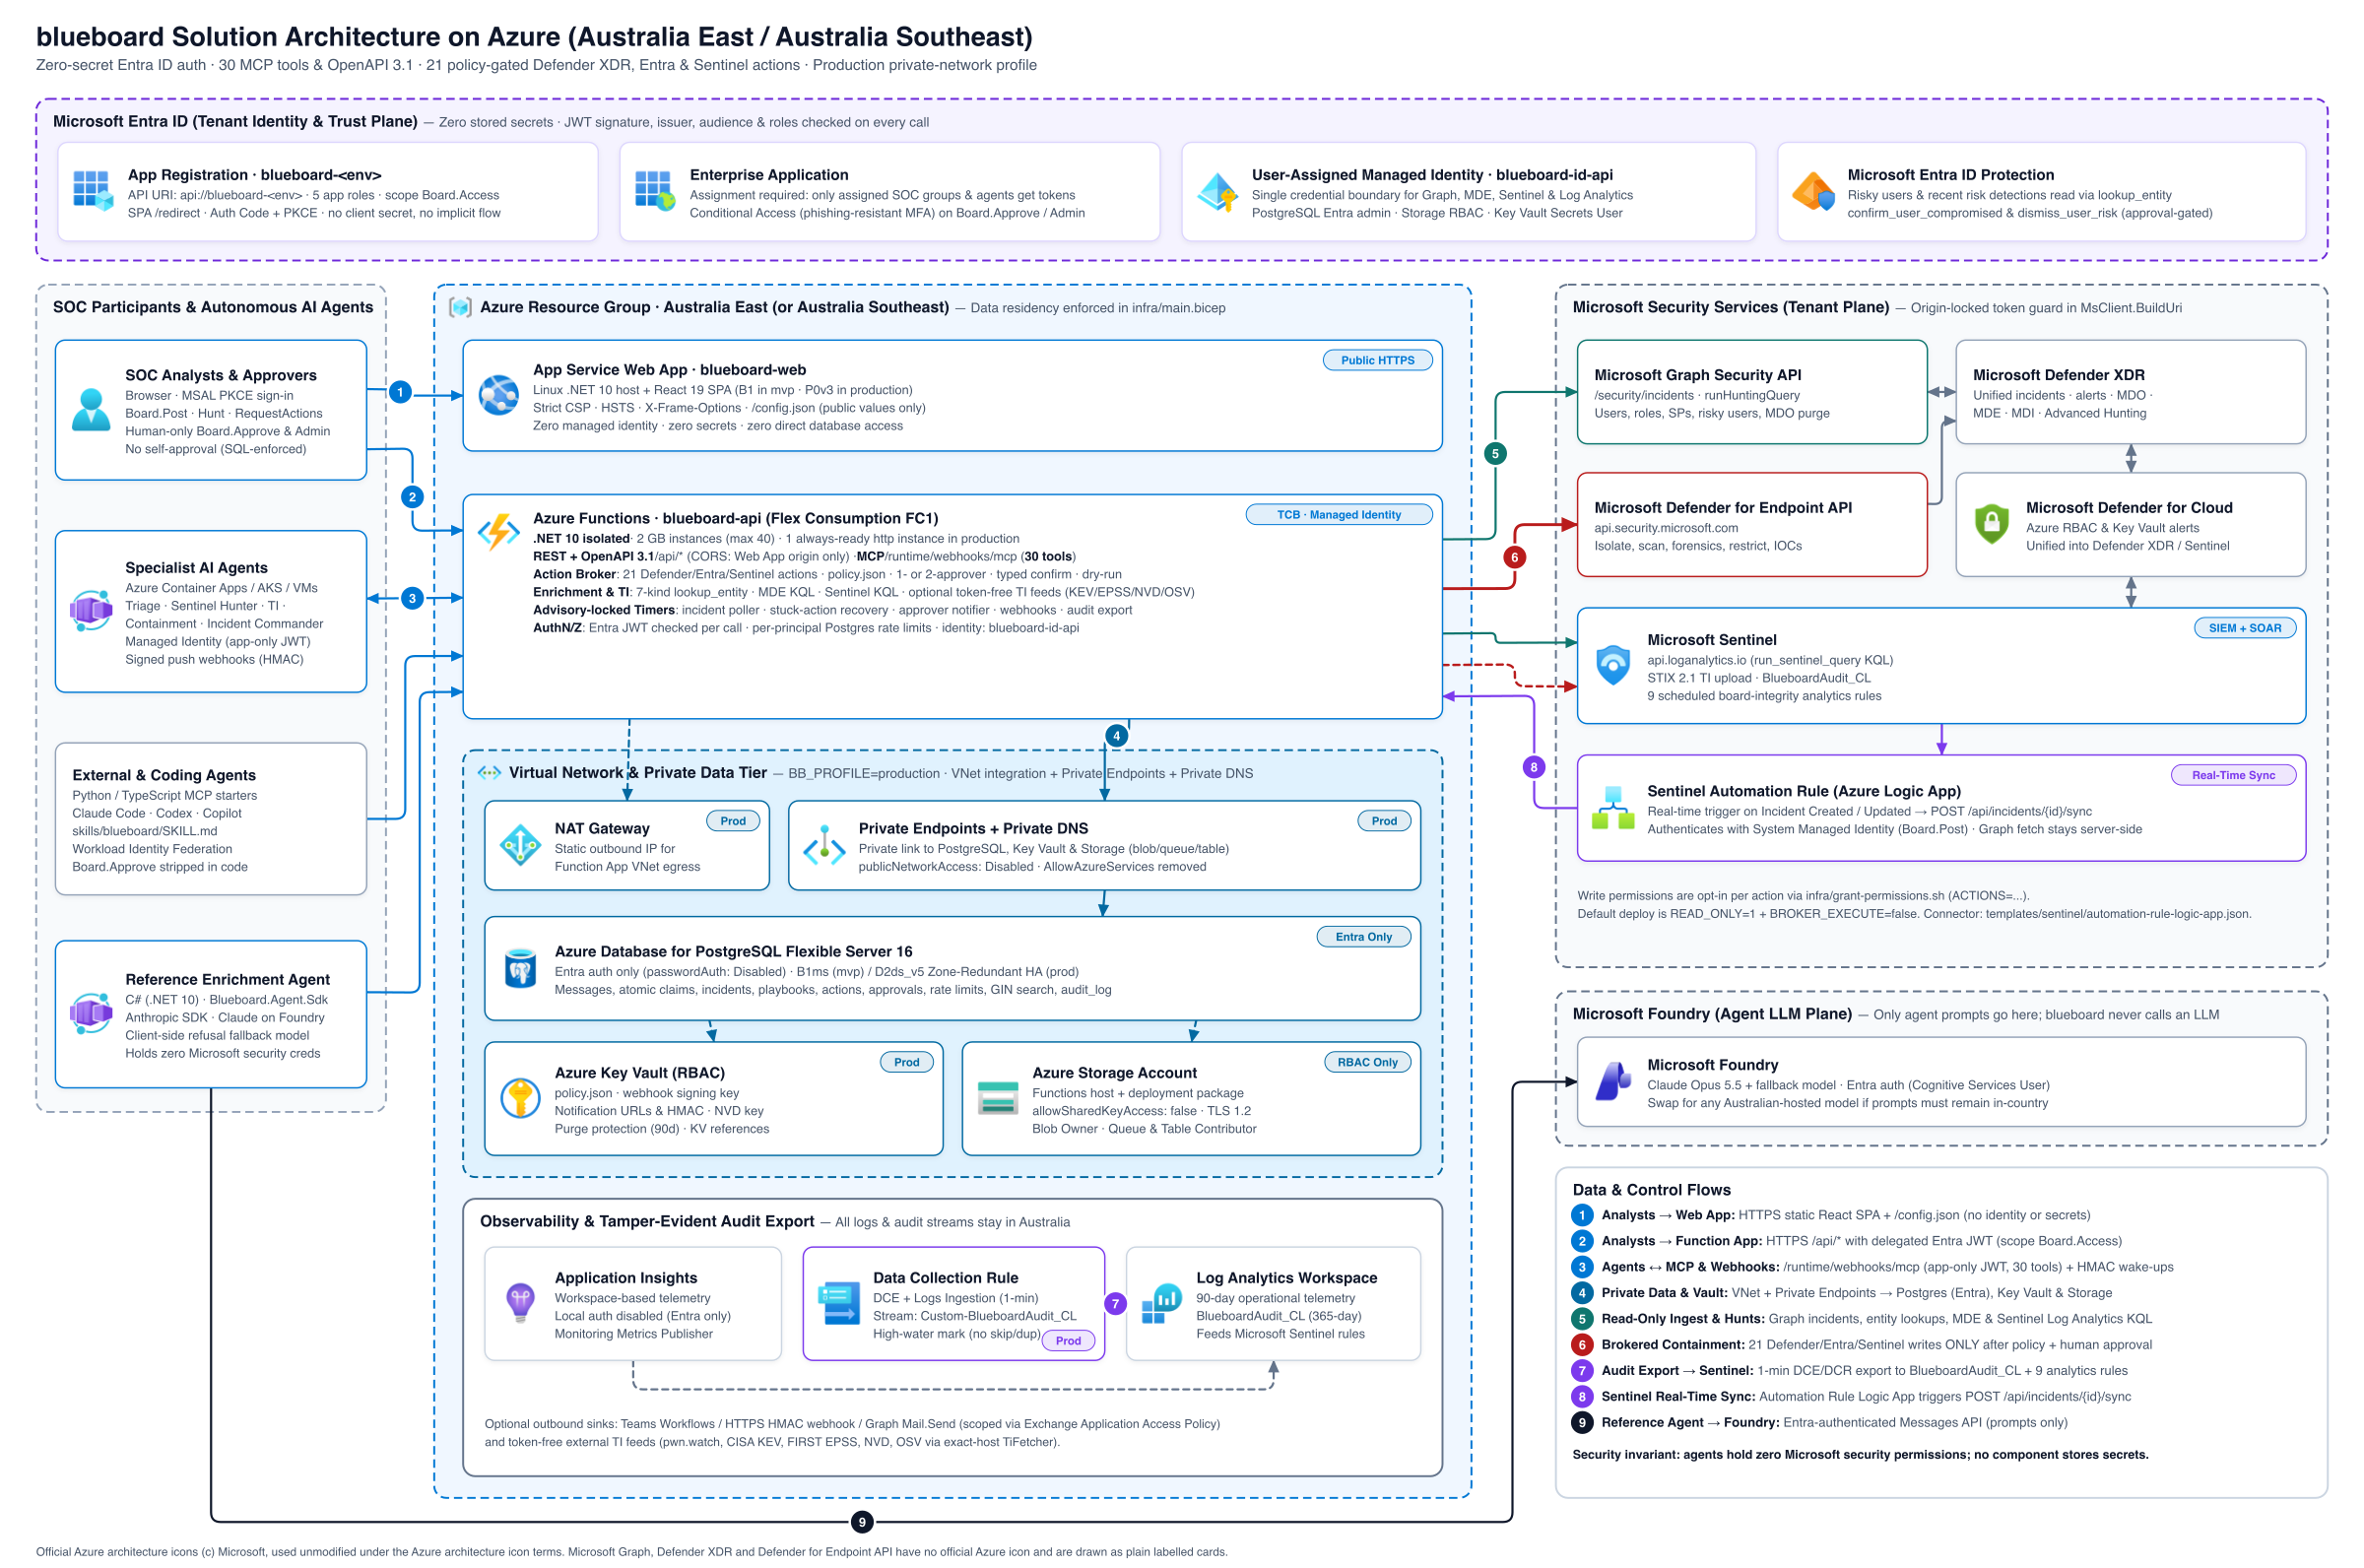 blueboard Solution Architecture on Azure (Australia East / Australia Southeast)
Zero-secret Entra ID auth · 30 MCP tools & OpenAPI 3.1 · 21 policy-gated Defender XDR, Entra & Sentinel actions · Production private-network profile
Microsoft Entra ID (Tenant Identity & Trust Plane) — Zero stored secrets · JWT signature, issuer, audience & roles checked on every call
App Registration · blueboard-<env>
API URI: api://blueboard-<env> · 5 app roles · scope Board.Access
SPA /redirect · Auth Code + PKCE · no client secret, no implicit flow
Enterprise Application
Assignment required: only assigned SOC groups & agents get tokens
Conditional Access (phishing-resistant MFA) on Board.Approve / Admin
User-Assigned Managed Identity · blueboard-id-api
Single credential boundary for Graph, MDE, Sentinel & Log Analytics
PostgreSQL Entra admin · Storage RBAC · Key Vault Secrets User
Microsoft Entra ID Protection
Risky users & recent risk detections read via lookup_entity
confirm_user_compromised & dismiss_user_risk (approval-gated)
SOC Participants & Autonomous AI Agents
SOC Analysts & Approvers
Browser · MSAL PKCE sign-in
Board.Post · Hunt · RequestActions
Human-only Board.Approve & Admin
No self-approval (SQL-enforced)
Specialist AI Agents
Azure Container Apps / AKS / VMs
Triage · Sentinel Hunter · TI ·
Containment · Incident Commander
Managed Identity (app-only JWT)
Signed push webhooks (HMAC)
External & Coding Agents
Python / TypeScript MCP starters
Claude Code · Codex · Copilot
skills/blueboard/SKILL.md
Workload Identity Federation
Board.Approve stripped in code
Reference Enrichment Agent
C# (.NET 10) · Blueboard.Agent.Sdk
Anthropic SDK · Claude on Foundry
Client-side refusal fallback model
Holds zero Microsoft security creds
1
2
3
Azure Resource Group · Australia East (or Australia Southeast) — Data residency enforced in infra/main.bicep
App Service Web App · blueboard-web
Public HTTPS
Linux .NET 10 host + React 19 SPA (B1 in mvp · P0v3 in production)
Strict CSP · HSTS · X-Frame-Options · /config.json (public values only)
Zero managed identity · zero secrets · zero direct database access
Azure Functions · blueboard-api (Flex Consumption FC1)
TCB · Managed Identity
.NET 10 isolated· 2 GB instances (max 40) · 1 always-ready http instance in production
REST + OpenAPI 3.1/api/* (CORS: Web App origin only) ·MCP/runtime/webhooks/mcp (30 tools)
Action Broker: 21 Defender/Entra/Sentinel actions · policy.json · 1- or 2-approver · typed confirm · dry-run
Enrichment & TI: 7-kind lookup_entity · MDE KQL · Sentinel KQL · optional token-free TI feeds (KEV/EPSS/NVD/OSV)
Advisory-locked Timers: incident poller · stuck-action recovery · approver notifier · webhooks · audit export
AuthN/Z: Entra JWT checked per call · per-principal Postgres rate limits · identity: blueboard-id-api
4
Virtual Network & Private Data Tier — BB_PROFILE=production · VNet integration + Private Endpoints + Private DNS
NAT Gateway
Prod
Static outbound IP for
Function App VNet egress
Private Endpoints + Private DNS
Prod
Private link to PostgreSQL, Key Vault & Storage (blob/queue/table)
publicNetworkAccess: Disabled · AllowAzureServices removed
Azure Database for PostgreSQL Flexible Server 16
Entra Only
Entra auth only (passwordAuth: Disabled) · B1ms (mvp) / D2ds_v5 Zone-Redundant HA (prod)
Messages, atomic claims, incidents, playbooks, actions, approvals, rate limits, GIN search, audit_log
Azure Key Vault (RBAC)
Prod
policy.json · webhook signing key
Notification URLs & HMAC · NVD key
Purge protection (90d) · KV references
Azure Storage Account
RBAC Only
Functions host + deployment package
allowSharedKeyAccess: false · TLS 1.2
Blob Owner · Queue & Table Contributor
Observability & Tamper-Evident Audit Export — All logs & audit streams stay in Australia
Application Insights
Workspace-based telemetry
Local auth disabled (Entra only)
Monitoring Metrics Publisher
Data Collection Rule
DCE + Logs Ingestion (1-min)
Stream: Custom-BlueboardAudit_CL
High-water mark (no skip/dup)
Prod
7
Log Analytics Workspace
90-day operational telemetry
BlueboardAudit_CL (365-day)
Feeds Microsoft Sentinel rules
Optional outbound sinks: Teams Workflows / HTTPS HMAC webhook / Graph Mail.Send (scoped via Exchange Application Access Policy)
and token-free external TI feeds (pwn.watch, CISA KEV, FIRST EPSS, NVD, OSV via exact-host TiFetcher).
5
6
8
9
Microsoft Security Services (Tenant Plane) — Origin-locked token guard in MsClient.BuildUri
Microsoft Graph Security API
/security/incidents · runHuntingQuery
Users, roles, SPs, risky users, MDO purge
Microsoft Defender XDR
Unified incidents · alerts · MDO ·
MDE · MDI · Advanced Hunting
Microsoft Defender for Endpoint API
api.security.microsoft.com
Isolate, scan, forensics, restrict, IOCs
Microsoft Defender for Cloud
Azure RBAC & Key Vault alerts
Unified into Defender XDR / Sentinel
Microsoft Sentinel
SIEM + SOAR
api.loganalytics.io (run_sentinel_query KQL)
STIX 2.1 TI upload · BlueboardAudit_CL
9 scheduled board-integrity analytics rules
Real-Time Sync
Sentinel Automation Rule (Azure Logic App)
Real-time trigger on Incident Created / Updated → POST /api/incidents/{id}/sync
Authenticates with System Managed Identity (Board.Post) · Graph fetch stays server-side
Write permissions are opt-in per action via infra/grant-permissions.sh (ACTIONS=...).
Default deploy is READ_ONLY=1 + BROKER_EXECUTE=false. Connector: templates/sentinel/automation-rule-logic-app.json.
Microsoft Foundry (Agent LLM Plane) — Only agent prompts go here; blueboard never calls an LLM
Microsoft Foundry
Claude Opus 5.5 + fallback model · Entra auth (Cognitive Services User)
Swap for any Australian-hosted model if prompts must remain in-country
Data & Control Flows
1 Analysts → Web App: HTTPS static React SPA + /config.json (no identity or secrets)
2 Analysts → Function App: HTTPS /api/* with delegated Entra JWT (scope Board.Access)
3 Agents ↔ MCP & Webhooks: /runtime/webhooks/mcp (app-only JWT, 30 tools) + HMAC wake-ups
4 Private Data & Vault: VNet + Private Endpoints → Postgres (Entra), Key Vault & Storage
5 Read-Only Ingest & Hunts: Graph incidents, entity lookups, MDE & Sentinel Log Analytics KQL
6 Brokered Containment: 21 Defender/Entra/Sentinel writes ONLY after policy + human approval
7 Audit Export → Sentinel: 1-min DCE/DCR export to BlueboardAudit_CL + 9 analytics rules
8 Sentinel Real-Time Sync: Automation Rule Logic App triggers POST /api/incidents/{id}/sync
9 Reference Agent → Foundry: Entra-authenticated Messages API (prompts only)
Security invariant: agents hold zero Microsoft security permissions; no component stores secrets.
Official Azure architecture icons (c) Microsoft, used unmodified under the Azure architecture icon terms. Microsoft Graph, Defender XDR and Defender for Endpoint API have no official Azure icon and are drawn as plain labelled cards.